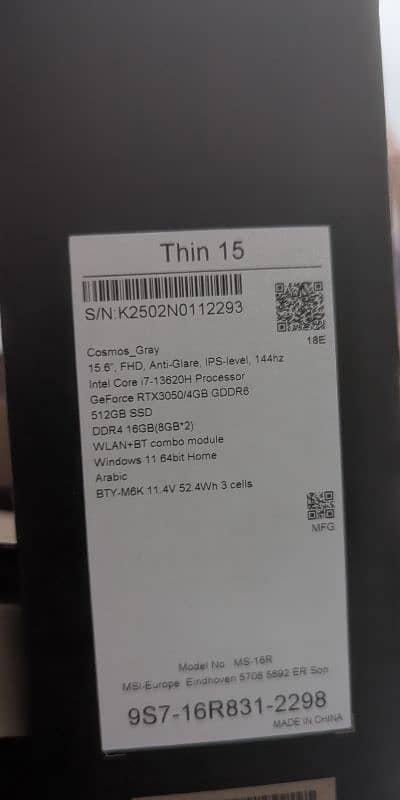 Thin 15
S/N:K2502N0112293
18E
Cosmos_Gray
15.6", FHD, Anti-Glare, IPS-level, 144hz
Intel Core i7-13620H Processor
GeForce RTX3050/4GB GDDR6
512GB SSD
DDR4 16GB(8GB*2)
WLAN+BT combo module
Windows 11 64bit Home
Arabic
BTY-M6K 11.4V 52.4Wh 3 cells
MFG
Model No. MS-16R
MSI-Europe Eindhoven 5706 5692 ER Son
9S7-16R831-2298
MADE IN CHINA